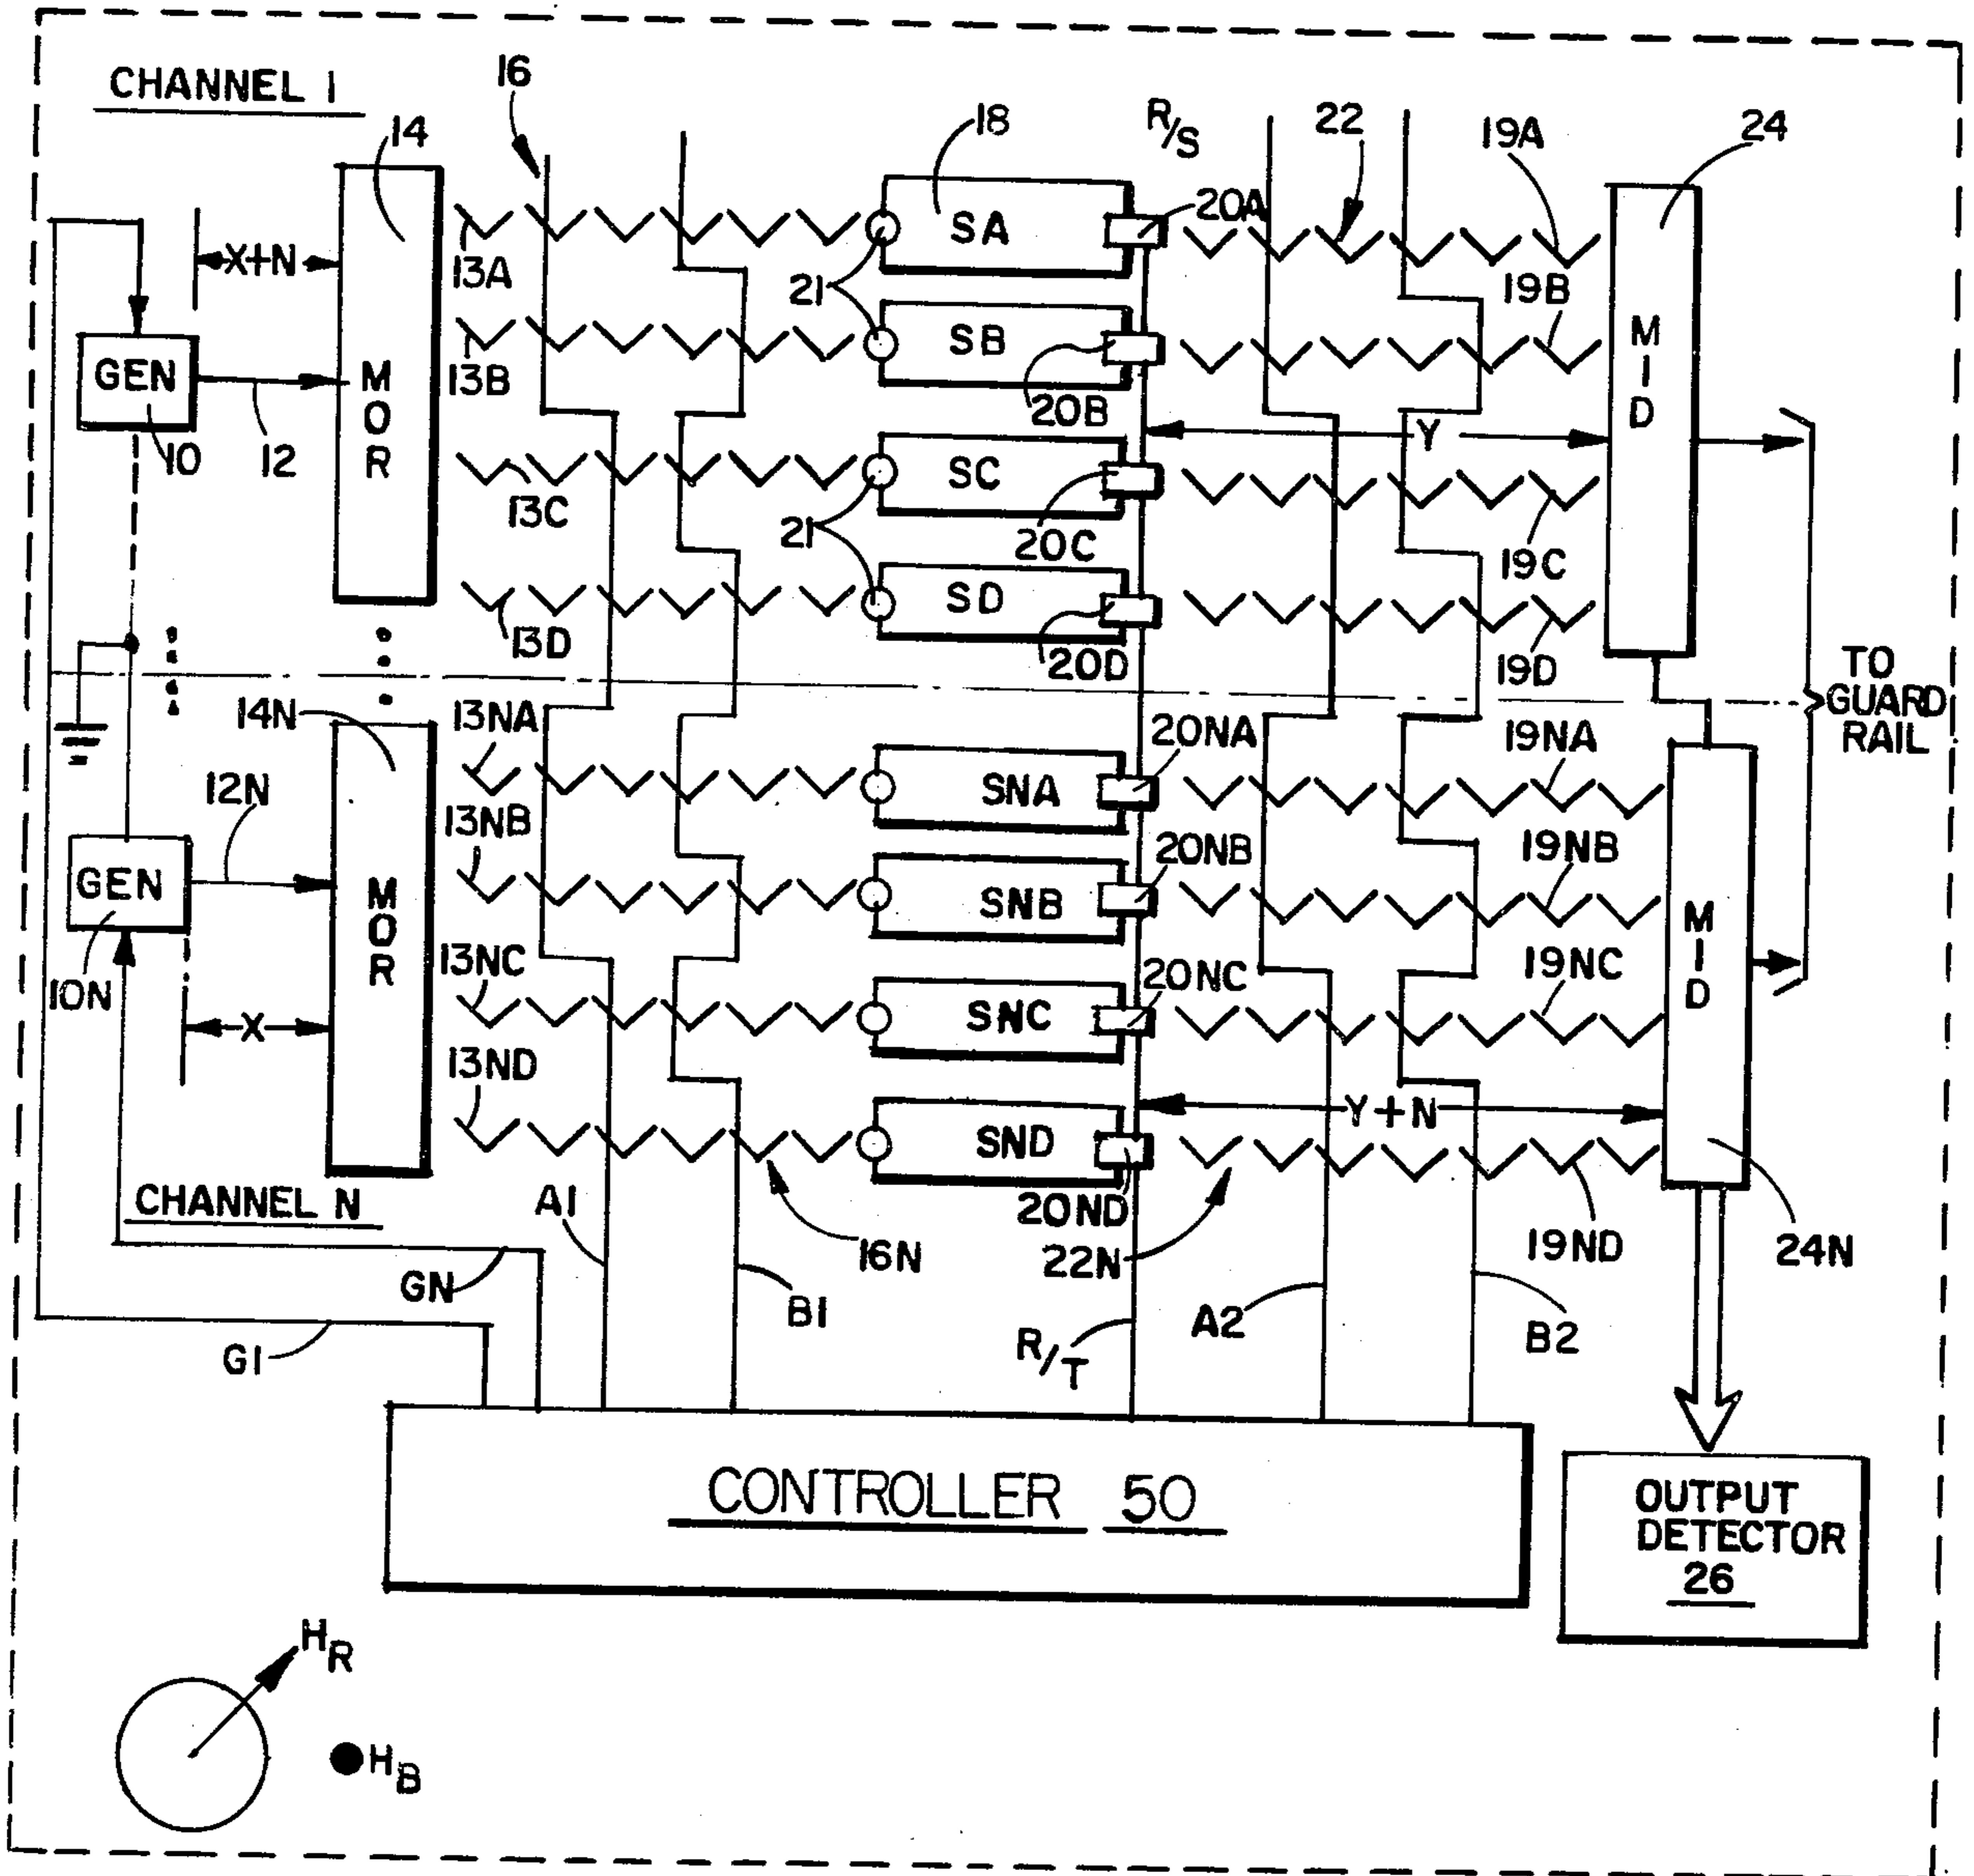 CHANNEL 1
16
14
18
R/S
22
19A
24
20A
SA
X+N
13A
21
19B
SB
M
I
D
GEN
M
O
R
13B
20B
Y
10
12
SC
13C
21
20C
19C
SD
13D
20D
19D
TO
GUARD
RAIL
14N
13NA
20NA
19NA
12N
SNA
13NB
20NB
19NB
GEN
M
O
R
SNB
M
I
D
13NC
20NC
19NC
10N
SNC
X
13ND
Y+N
SND
CHANNEL N
A1
20ND
16N
22N
19ND
24N
GN
B1
A2
B2
G1
R/T
CONTROLLER 50
OUTPUT
DETECTOR
26
HR
HB